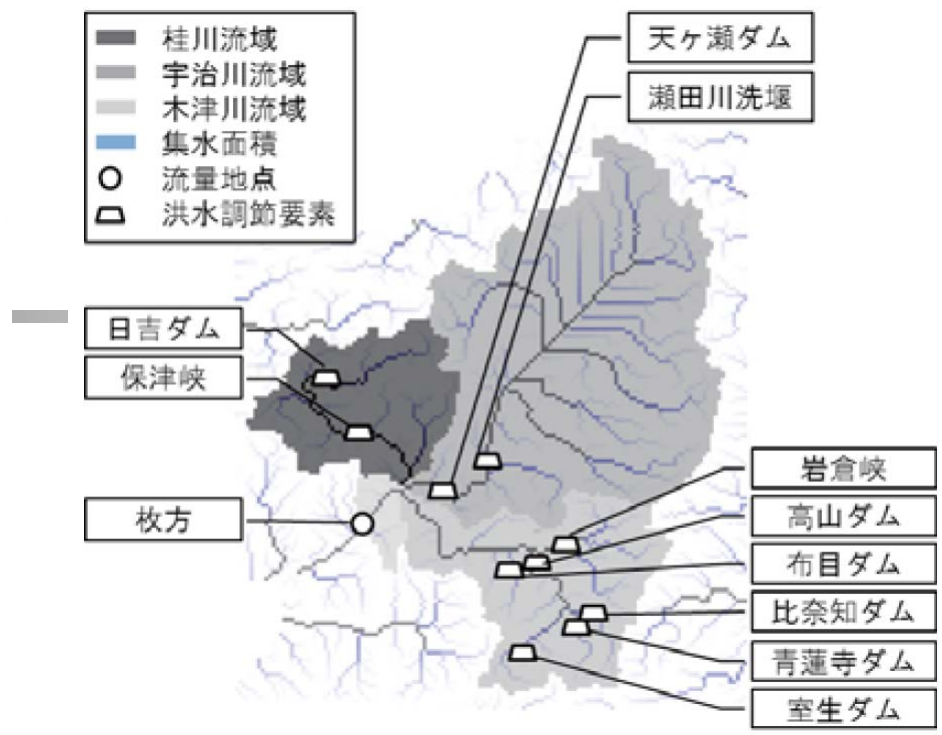 桂川流域
宇治川流域
木津川流域
集水面積
流量地点
洪水調節要素
天ヶ瀬ダム
瀬田川洗堰
日吉ダム
保津峡
枚方
岩倉峡
高山ダム
布目ダム
比奈知ダム
青蓮寺ダム
室生ダム